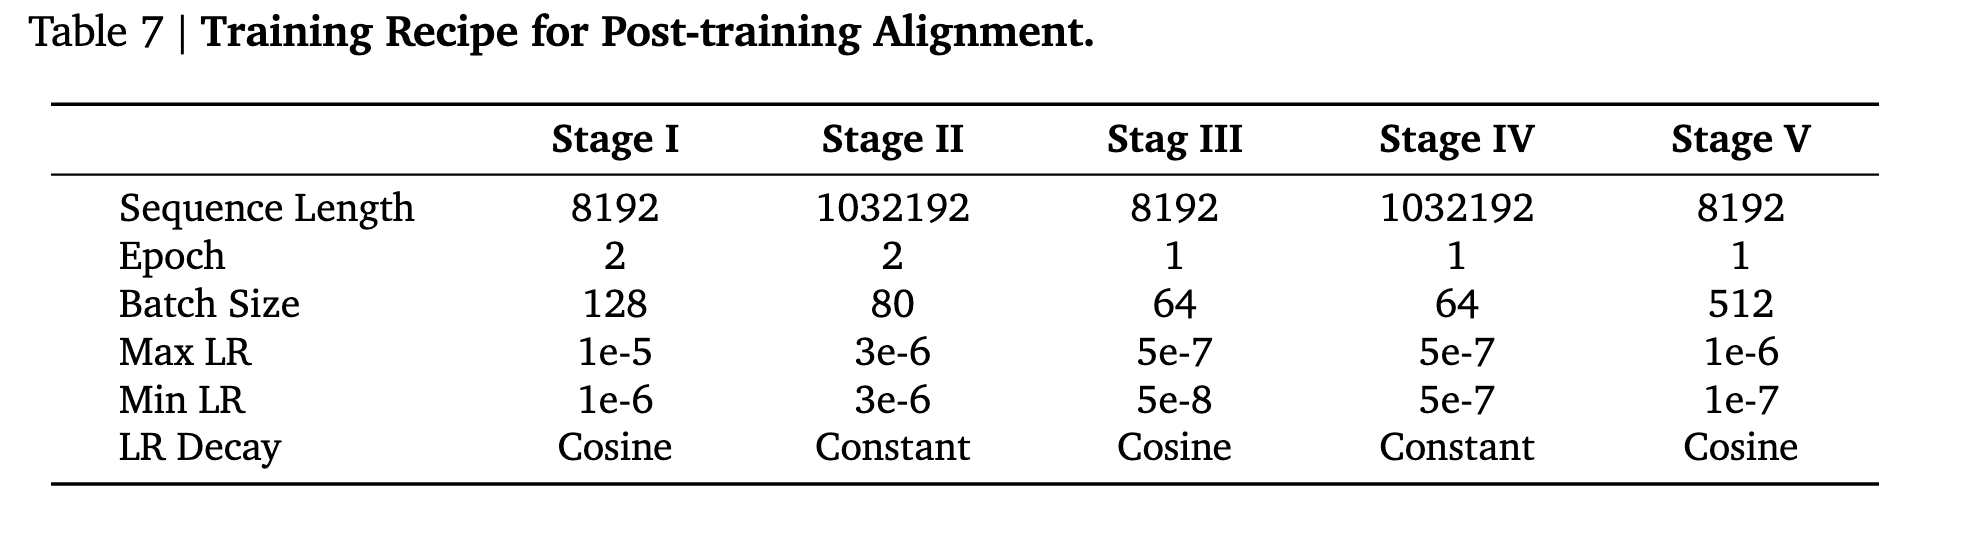 Table 7 | Training Recipe for Post-training Alignment.
Stage I Stage II Stag III Stage IV Stage V
Sequence Length 8192 1032192 8192 1032192 8192
Epoch 2 2 1 1 1
Batch Size 128 80 64 64 512
Max LR 1e-5 3e-6 5e-7 5e-7 1e-6
Min LR 1e-6 3e-6 5e-8 5e-7 1e-7
LR Decay Cosine Constant Cosine Constant Cosine